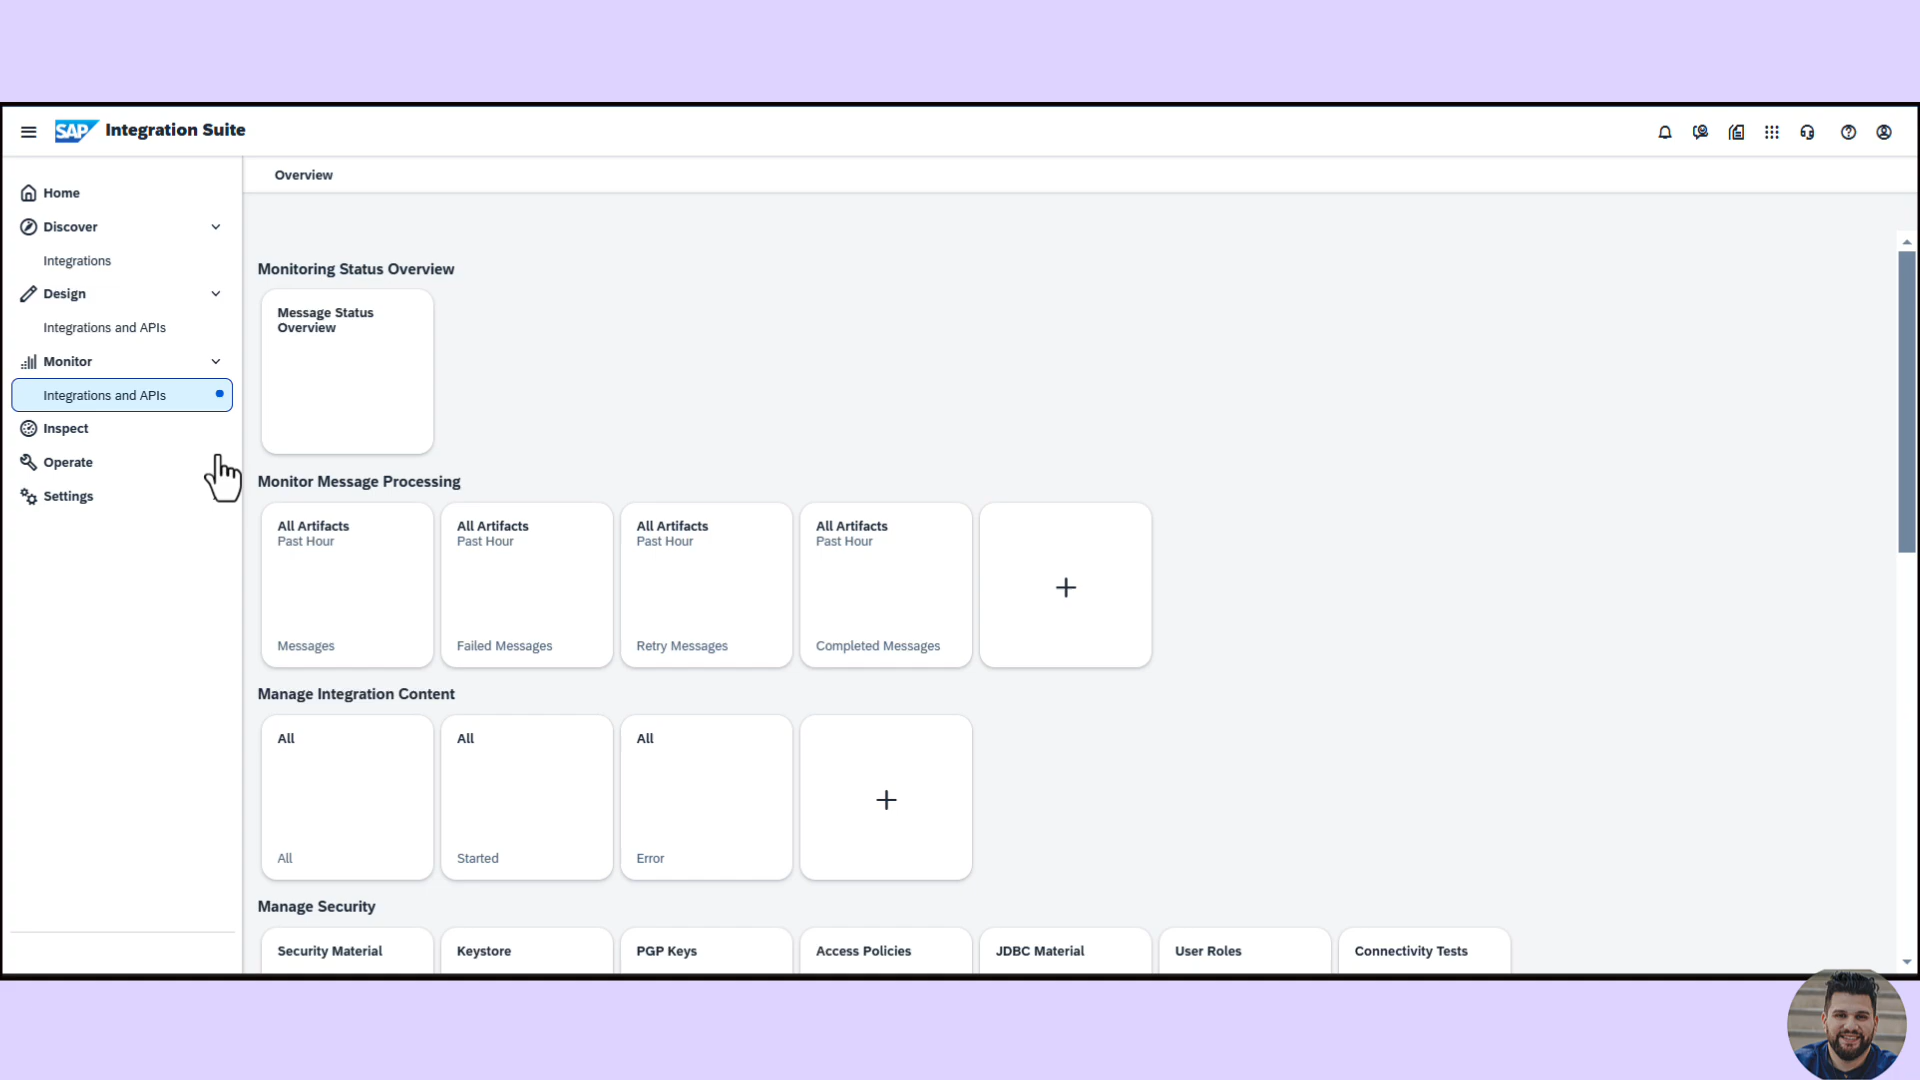 SAP Integration Suite
Home
Discover
Integrations
Design
Integrations and APIs
Monitor
Integrations and APIs
Inspect
Operate
Settings
Overview
Monitoring Status Overview
Message Status
Overview
Monitor Message Processing
All Artifacts
Past Hour
Messages
All Artifacts
Past Hour
Failed Messages
All Artifacts
Past Hour
Retry Messages
All Artifacts
Past Hour
Completed Messages
Manage Integration Content
All
All
All
Started
All
Error
Manage Security
Security Material
Keystore
PGP Keys
Access Policies
JDBC Material
User Roles
Connectivity Tests